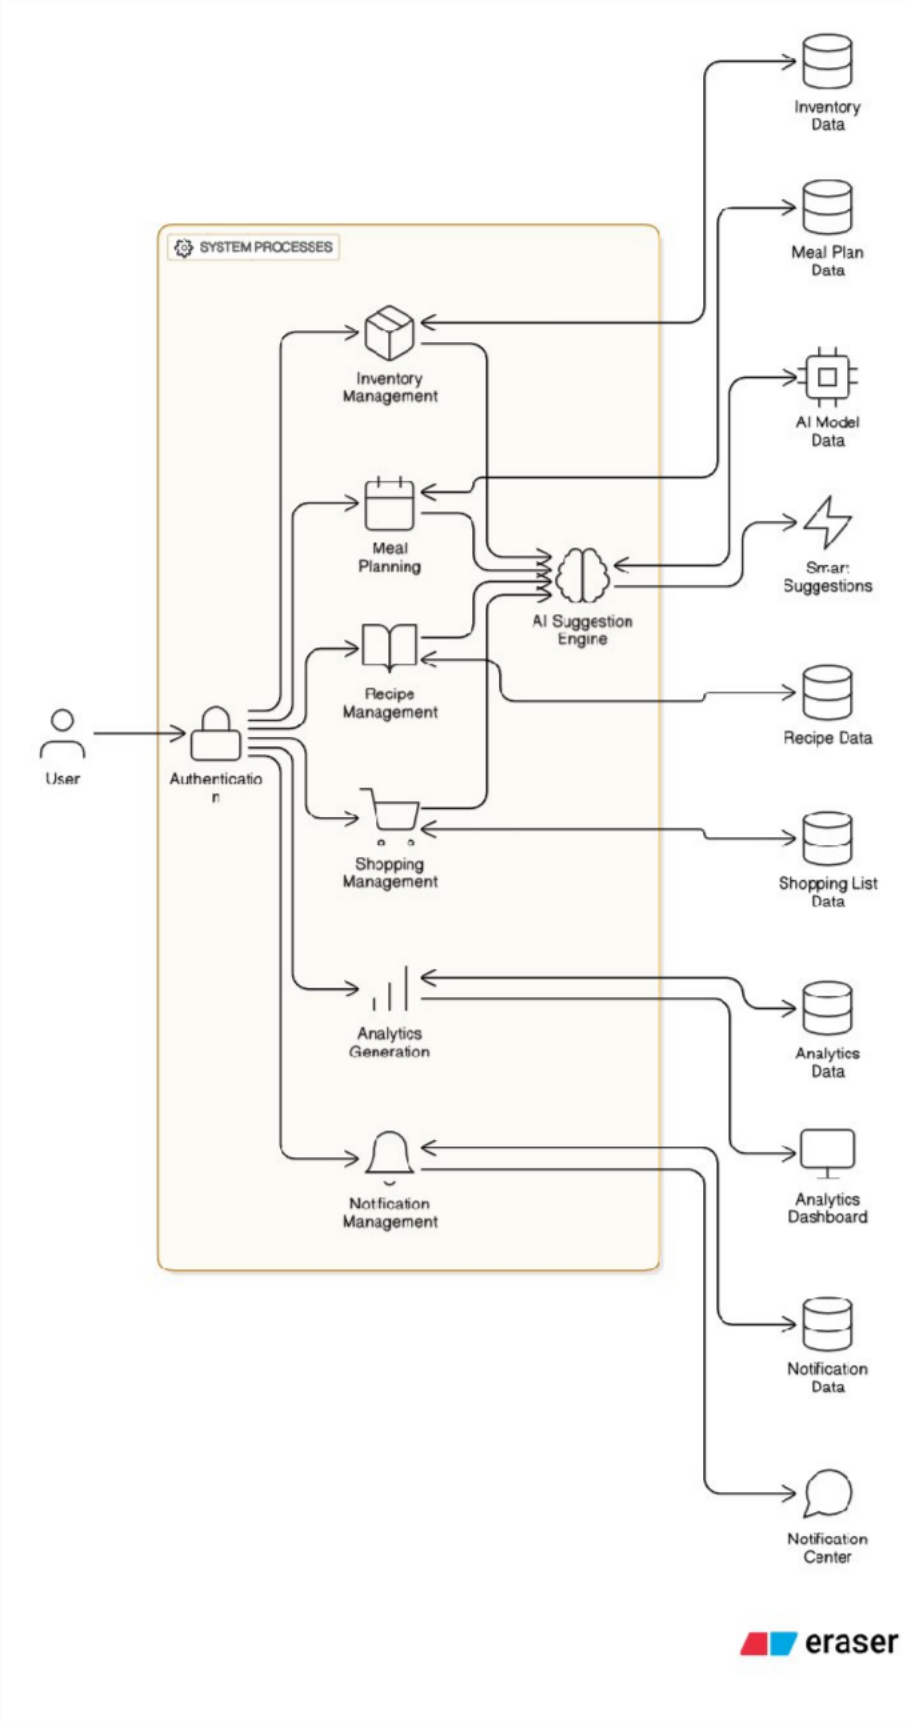 Inventory
Data
Meal Plan
Data
SYSTEM PROCESSES
Inventory
Management
AI Model
Data
Meal
Planning
Smart
Suggestions
AI Suggestion
Engine
Recipe
Management
Recipe Data
User
Authenticatio
n
Shopping
Management
Shopping List
Data
Analytics
Generation
Analytics
Data
Notification
Management
Analytics
Dashboard
Notification
Data
Notification
Center
eraser